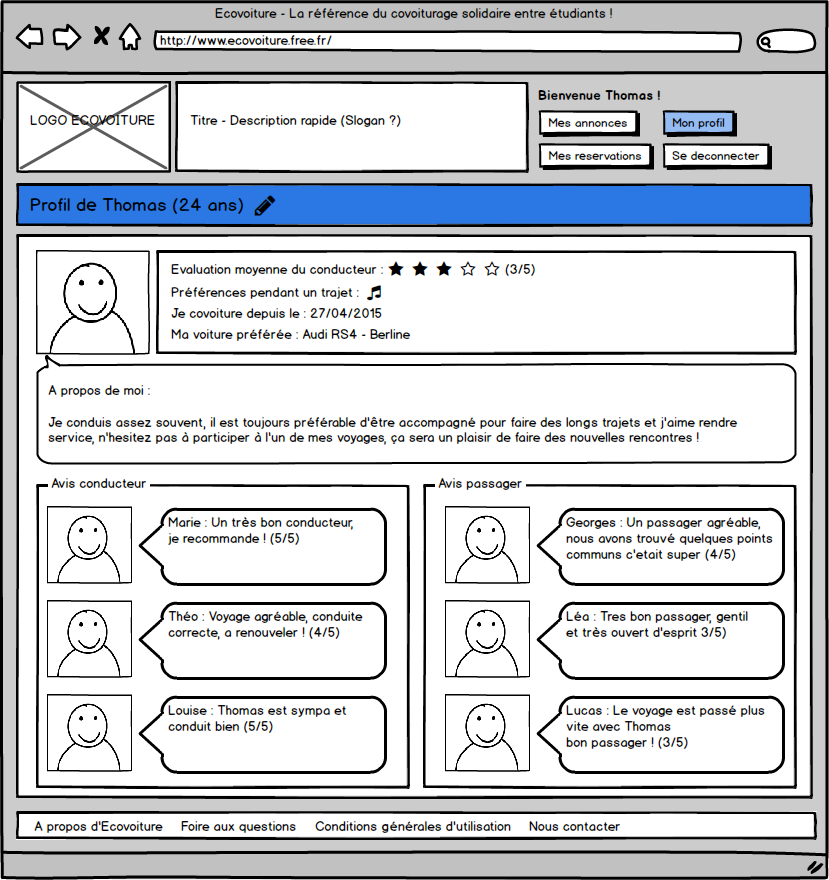 Ecovoiture - La référence du covoiturage solidaire entre étudiants !
http://www.ecovoiture.free.fr/
LOGO ECOVOITURE
Titre - Description rapide (Slogan ?)
Bienvenue Thomas !
Mes annonces
Mon profil
Mes reservations
Se deconnecter
Profil de Thomas (24 ans)
Evaluation moyenne du conducteur : ★ ★ ★ ☆ ☆ (3/5)
Préférences pendant un trajet :
Je covoiture depuis le : 27/04/2015
Ma voiture préférée : Audi RS4 - Berline
A propos de moi :
Je conduis assez souvent, il est toujours préférable d'être accompagné pour faire des longs trajets et j'aime rendre
service, n'hesitez pas à participer à l'un de mes voyages, ça sera un plaisir de faire des nouvelles rencontres !
Avis conducteur
Marie : Un très bon conducteur,
je recommande ! (5/5)
Théo : Voyage agréable, conduite
correcte, a renouveler ! (4/5)
Louise : Thomas est sympa et
conduit bien (5/5)
Avis passager
Georges : Un passager agréable,
nous avons trouvé quelques points
communs c'etait super (4/5)
Léa : Tres bon passager, gentil
et très ouvert d'esprit 3/5)
Lucas : Le voyage est passé plus
vite avec Thomas
bon passager ! (3/5)
A propos d'Ecovoiture
Foire aux questions
Conditions générales d'utilisation
Nous contacter